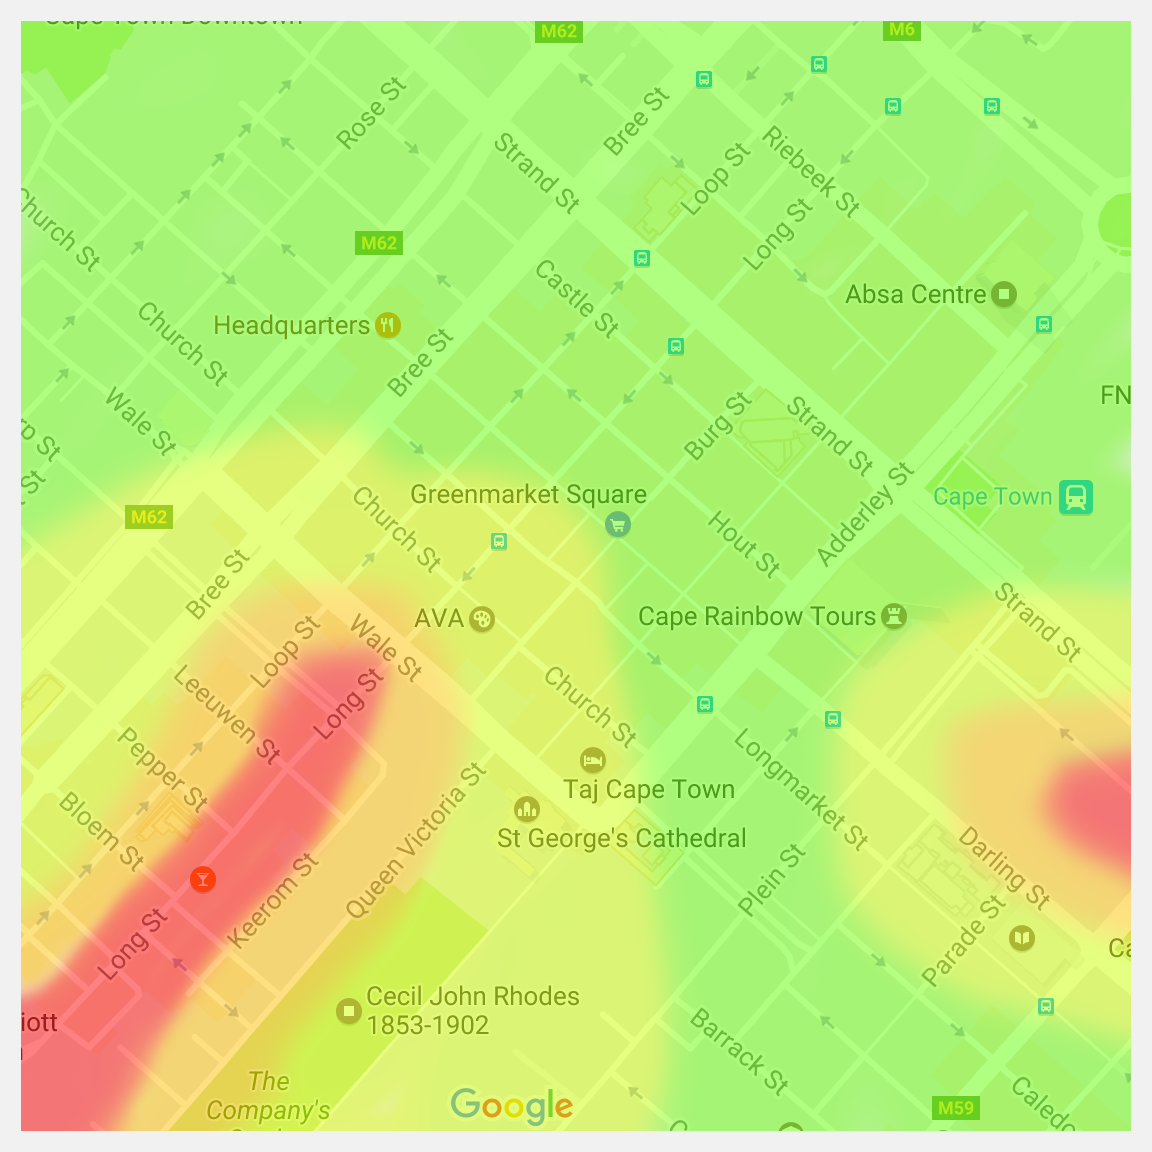 Cape Town Downtown
M62
M6
Rose St
Bree St
Strand St
Loop St
Riebeek St
Long St
Church St
M62
Castle St
Absa Centre
Headquarters
Church St
Bree St
Wale St
Burg St
Strand St
FN
St
St
Greenmarket Square
Cape Town
M62
Church St
Hout St
Adderley St
Bree St
Strand St
AVA
Cape Rainbow Tours
Loop St
Wale St
Leeuwen St
Long St
Church St
Pepper St
Longmarket St
Taj Cape Town
Bloem St
Queen Victoria St
St George's Cathedral
Darling St
Plein St
Keerom St
Long St
Parade St
Ca
Cecil John Rhodes
1853-1902
iott
Barrack St
The
Company's
Google
M59
Caledo